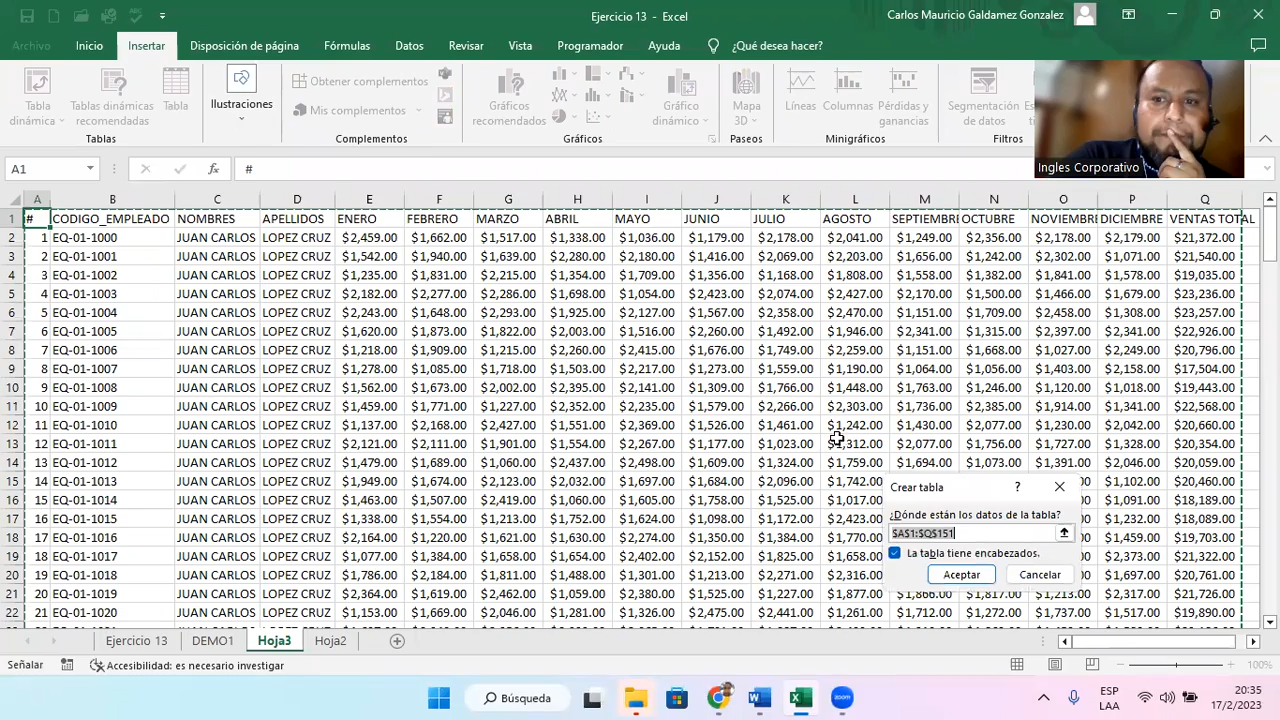 Ejercicio 13 - Excel
Carlos Mauricio Galdamez Gonzalez
Archivo Inicio Insertar Disposición de página Fórmulas Datos Revisar Vista Programador Ayuda ¿Qué desea hacer?
Tabla dinámica
Tablas dinámicas recomendadas
Tabla
Tablas
Ilustraciones
Obtener complementos
Mis complementos
Complementos
Gráficos recomendados
Gráfico dinámico
Gráficos
Mapa 3D
Paseos
Líneas
Columnas
Pérdidas y ganancias
Minigráficos
Segmentación de
Filtros
Ingles Corporativo
A1
fx
#
A B C D E F G H I J K L M N O P Q
1 # CODIGO_EMPLEADO NOMBRES APELLIDOS ENERO FEBRERO MARZO ABRIL MAYO JUNIO JULIO AGOSTO SEPTIEMBRE OCTUBRE NOVIEMBRE DICIEMBRE VENTAS TOTAL
2 1 EQ-01-1000 JUAN CARLOS LOPEZ CRUZ $2,459.00 $1,662.00 $1,517.00 $1,338.00 $1,036.00 $1,179.00 $2,178.00 $2,041.00 $1,249.00 $2,356.00 $2,178.00 $2,179.00 $21,372.00
3 2 EQ-01-1001 JUAN CARLOS LOPEZ CRUZ $1,542.00 $1,940.00 $1,639.00 $2,280.00 $2,180.00 $1,416.00 $2,069.00 $2,203.00 $1,656.00 $1,242.00 $2,302.00 $1,071.00 $21,540.00
4 3 EQ-01-1002 JUAN CARLOS LOPEZ CRUZ $1,235.00 $1,831.00 $2,215.00 $1,354.00 $1,709.00 $1,356.00 $1,168.00 $1,808.00 $1,558.00 $1,382.00 $1,841.00 $1,578.00 $19,035.00
5 4 EQ-01-1003 JUAN CARLOS LOPEZ CRUZ $2,182.00 $2,277.00 $2,286.00 $1,698.00 $1,054.00 $2,423.00 $2,074.00 $2,427.00 $2,170.00 $1,500.00 $1,466.00 $1,679.00 $23,236.00
6 5 EQ-01-1004 JUAN CARLOS LOPEZ CRUZ $2,243.00 $1,648.00 $2,293.00 $1,925.00 $2,127.00 $1,567.00 $2,358.00 $2,470.00 $1,151.00 $1,709.00 $2,458.00 $1,308.00 $23,257.00
7 6 EQ-01-1005 JUAN CARLOS LOPEZ CRUZ $1,620.00 $1,873.00 $1,822.00 $2,003.00 $1,516.00 $2,260.00 $1,492.00 $1,946.00 $2,341.00 $1,315.00 $2,397.00 $2,341.00 $22,926.00
8 7 EQ-01-1006 JUAN CARLOS LOPEZ CRUZ $1,218.00 $1,909.00 $1,215.00 $2,260.00 $2,415.00 $1,676.00 $1,749.00 $2,259.00 $1,151.00 $1,668.00 $1,027.00 $2,249.00 $20,796.00
9 8 EQ-01-1007 JUAN CARLOS LOPEZ CRUZ $1,278.00 $1,085.00 $1,718.00 $1,503.00 $2,217.00 $1,273.00 $1,559.00 $1,190.00 $1,064.00 $1,056.00 $1,403.00 $2,158.00 $17,504.00
10 9 EQ-01-1008 JUAN CARLOS LOPEZ CRUZ $1,562.00 $1,673.00 $2,002.00 $2,395.00 $2,141.00 $1,309.00 $1,766.00 $1,448.00 $1,763.00 $1,246.00 $1,120.00 $1,018.00 $19,443.00
11 10 EQ-01-1009 JUAN CARLOS LOPEZ CRUZ $1,459.00 $1,771.00 $1,227.00 $2,352.00 $2,235.00 $1,579.00 $2,266.00 $2,303.00 $1,736.00 $2,385.00 $1,914.00 $1,341.00 $22,568.00
12 11 EQ-01-1010 JUAN CARLOS LOPEZ CRUZ $1,137.00 $2,168.00 $2,427.00 $1,551.00 $2,369.00 $1,526.00 $1,461.00 $1,242.00 $1,430.00 $2,077.00 $1,230.00 $2,042.00 $20,660.00
13 12 EQ-01-1011 JUAN CARLOS LOPEZ CRUZ $2,121.00 $2,111.00 $1,901.00 $1,554.00 $2,267.00 $1,177.00 $1,023.00 $1,312.00 $2,077.00 $1,756.00 $1,727.00 $1,328.00 $20,354.00
14 13 EQ-01-1012 JUAN CARLOS LOPEZ CRUZ $1,479.00 $1,689.00 $1,060.00 $2,437.00 $2,498.00 $1,609.00 $1,324.00 $1,759.00 $1,694.00 $1,073.00 $1,391.00 $2,046.00 $20,059.00
15 14 EQ-01-1013 JUAN CARLOS LOPEZ CRUZ $1,949.00 $1,674.00 $2,123.00 $2,032.00 $1,697.00 $1,684.00 $2,096.00 $1,742.00 $1,102.00 $20,460.00
16 15 EQ-01-1014 JUAN CARLOS LOPEZ CRUZ $1,463.00 $1,507.00 $2,419.00 $1,060.00 $1,605.00 $1,758.00 $1,525.00 $1,017.00 $1,091.00 $18,189.00
17 16 EQ-01-1015 JUAN CARLOS LOPEZ CRUZ $1,338.00 $1,554.00 $1,213.00 $1,752.00 $1,624.00 $1,098.00 $1,172.00 $2,423.00 $1,232.00 $18,089.00
18 17 EQ-01-1016 JUAN CARLOS LOPEZ CRUZ $1,654.00 $1,220.00 $1,621.00 $1,630.00 $1,034.00 $1,350.00 $1,384.00 $1,770.00 $17,688.00
19 18 EQ-01-1017 JUAN CARLOS LOPEZ CRUZ $1,377.00 $1,384.00 $1,658.00 $1,654.00 $2,402.00 $2,152.00 $1,825.00 $1,658.00 $2,373.00 $21,322.00
20 19 EQ-01-1018 JUAN CARLOS LOPEZ CRUZ $1,786.00 $2,184.00 $1,811.00 $1,488.00 $1,301.00 $1,213.00 $2,271.00 $2,316.00 $1,697.00 $20,761.00
21 20 EQ-01-1019 JUAN CARLOS LOPEZ CRUZ $2,364.00 $1,619.00 $2,462.00 $1,059.00 $2,380.00 $1,525.00 $1,227.00 $1,877.00 $1,866.00 $1,817.00 $2,213.00 $1,317.00 $21,726.00
22 21 EQ-01-1020 JUAN CARLOS LOPEZ CRUZ $1,153.00 $1,669.00 $2,046.00 $1,281.00 $1,326.00 $2,475.00 $2,441.00 $1,261.00 $1,712.00 $1,272.00 $1,737.00 $1,517.00 $19,890.00
Crear tabla
?
¿Dónde están los datos de la tabla?
$A$1:$Q$151
La tabla tiene encabezados.
Aceptar Cancelar
Ejercicio 13 DEMO1 Hoja3 Hoja2
Señalar Accesibilidad: es necesario investigar 100%
Búsqueda
zoom
ESP
LAA
20:35
17/2/2023